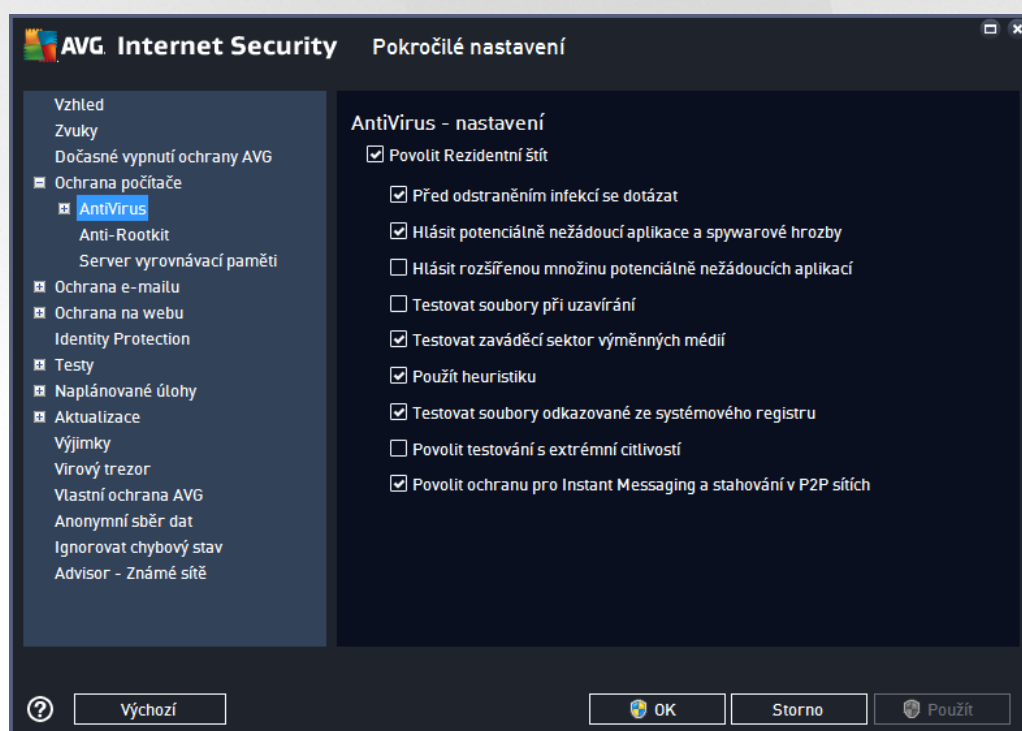 AVG. Internet Security Pokročilé nastavení
Vzhled
Zvuky
Dočasné vypnutí ochrany AVG
Ochrana počítače
AntiVirus
Anti-Rootkit
Server vyrovnávací paměti
Ochrana e-mailu
Ochrana na webu
Identity Protection
Testy
Naplánované úlohy
Aktualizace
Výjimky
Virový trezor
Vlastní ochrana AVG
Anonymní sběr dat
Ignorovat chybový stav
Advisor - Známé sítě
AntiVirus - nastavení
Povolit Rezidentní štít
Před odstraněním infekcí se dotázat
Hlásit potenciálně nežádoucí aplikace a spywarové hrozby
Hlásit rozšířenou množinu potenciálně nežádoucích aplikací
Testovat soubory při uzavírání
Testovat zaváděcí sektor výměnných médií
Použít heuristiku
Testovat soubory odkazované ze systémového registru
Povolit testování s extrémní citlivostí
Povolit ochranu pro Instant Messaging a stahování v P2P sítích
? Výchozí OK Storno Použít